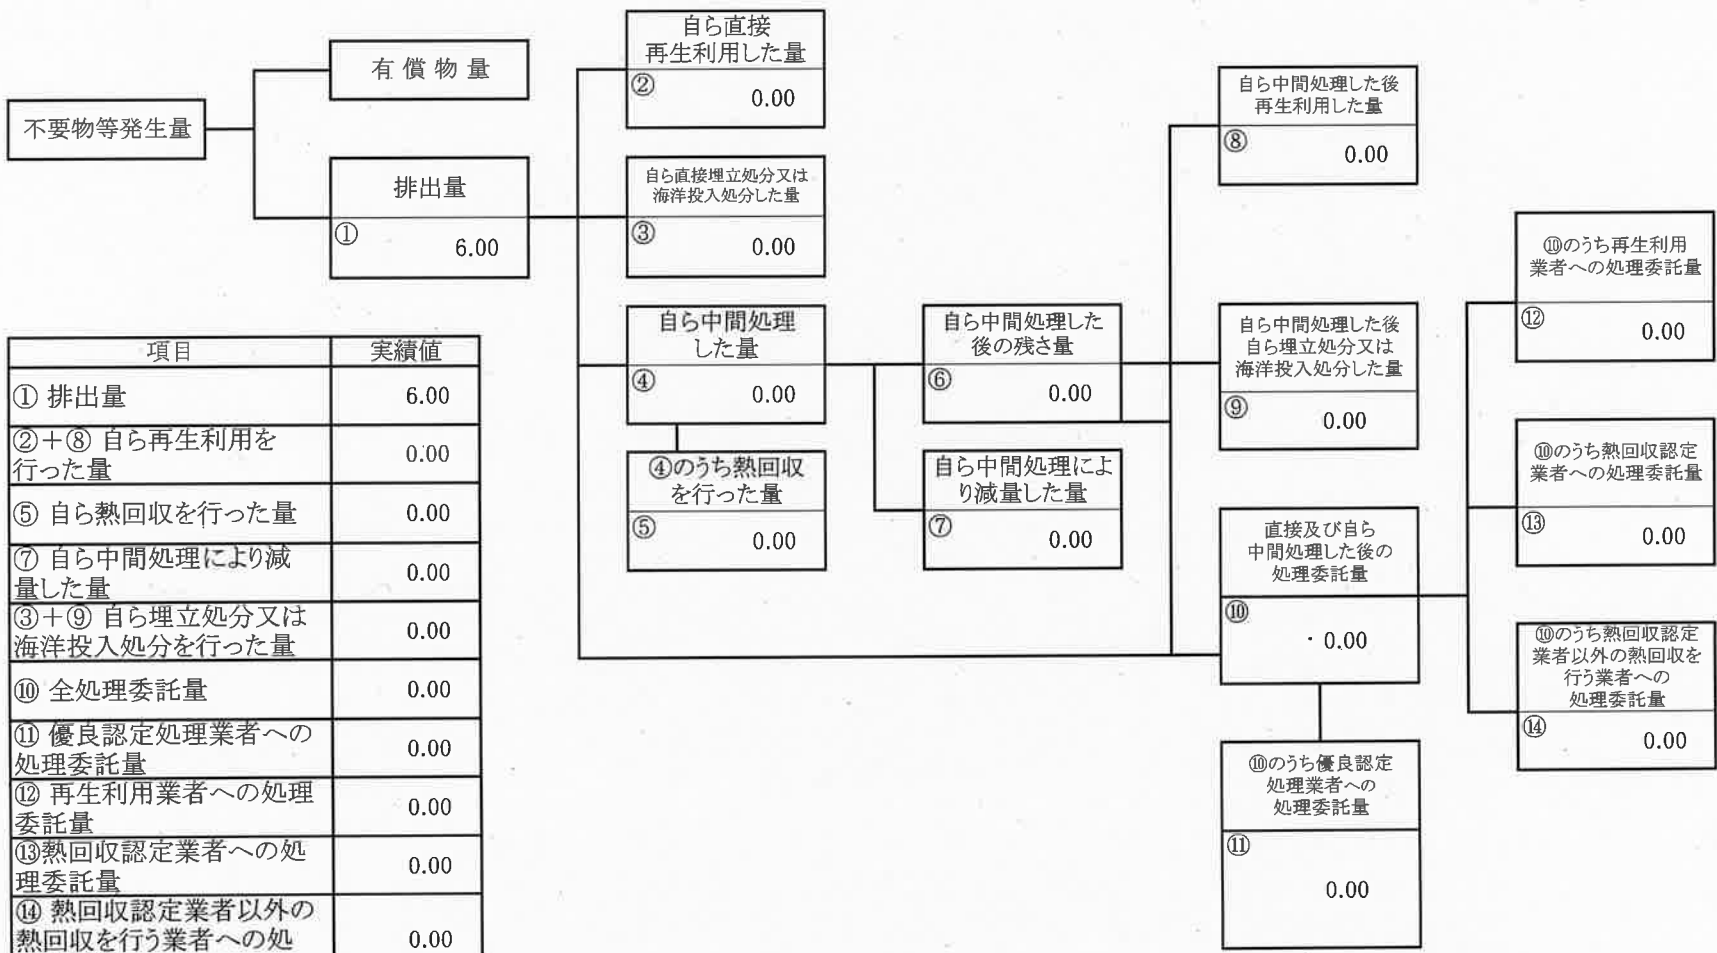 不要物等発生量
有償物量
排出量
①
6.00
自ら直接
再生利用した量
②
0.00
自ら直接埋立処分又は
海洋投入処分した量
③
0.00
自ら中間処理
した量
④
0.00
④のうち熱回収
を行った量
⑤
0.00
自ら中間処理した
後の残さ量
⑥
0.00
自ら中間処理によ
り減量した量
⑦
0.00
自ら中間処理した後
再生利用した量
⑧
0.00
自ら中間処理した後
自ら埋立処分又は
海洋投入処分した量
⑨
0.00
直接及び自ら
中間処理した後の
処理委託量
⑩
0.00
⑩のうち優良認定
処理業者への
処理委託量
⑪
0.00
⑩のうち再生利用
業者への処理委託量
⑫
0.00
⑩のうち熱回収認定
業者への処理委託量
⑬
0.00
⑩のうち熱回収認定
業者以外の熱回収を
行う業者への
処理委託量
⑭
0.00
項目 実績値
① 排出量 6.00
②+⑧ 自ら再生利用を
行った量 0.00
⑤ 自ら熱回収を行った量 0.00
⑦ 自ら中間処理により減
量した量 0.00
③+⑨ 自ら埋立処分又は
海洋投入処分を行った量 0.00
⑩ 全処理委託量 0.00
⑪ 優良認定処理業者への
処理委託量 0.00
⑫ 再生利用業者への処理
委託量 0.00
⑬熱回収認定業者への処
理委託量 0.00
⑭ 熱回収認定業者以外の
熱回収を行う業者への処 0.00